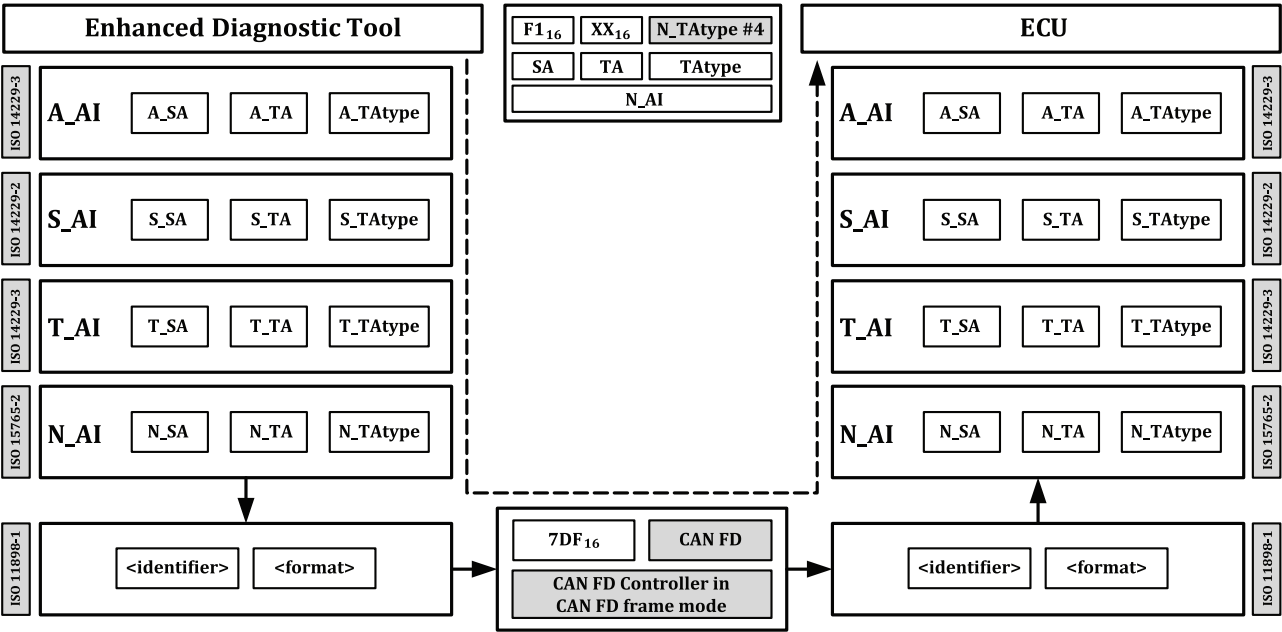 Enhanced Diagnostic Tool
F1₁₆ XX₁₆ N_TAtype #4
SA TA TAtype
N_AI
ECU
ISO 14229-3
A_AI A_SA A_TA A_TAtype
ISO 14229-2
S_AI S_SA S_TA S_TAtype
ISO 14229-3
T_AI T_SA T_TA T_TAtype
ISO 15765-2
N_AI N_SA N_TA N_TAtype
ISO 11898-1
<identifier> <format>
7DF₁₆ CAN FD
CAN FD Controller in
CAN FD frame mode
A_AI A_SA A_TA A_TAtype
ISO 14229-3
S_AI S_SA S_TA S_TAtype
ISO 14229-2
T_AI T_SA T_TA T_TAtype
ISO 14229-3
N_AI N_SA N_TA N_TAtype
ISO 15765-2
<identifier> <format>
ISO 11898-1